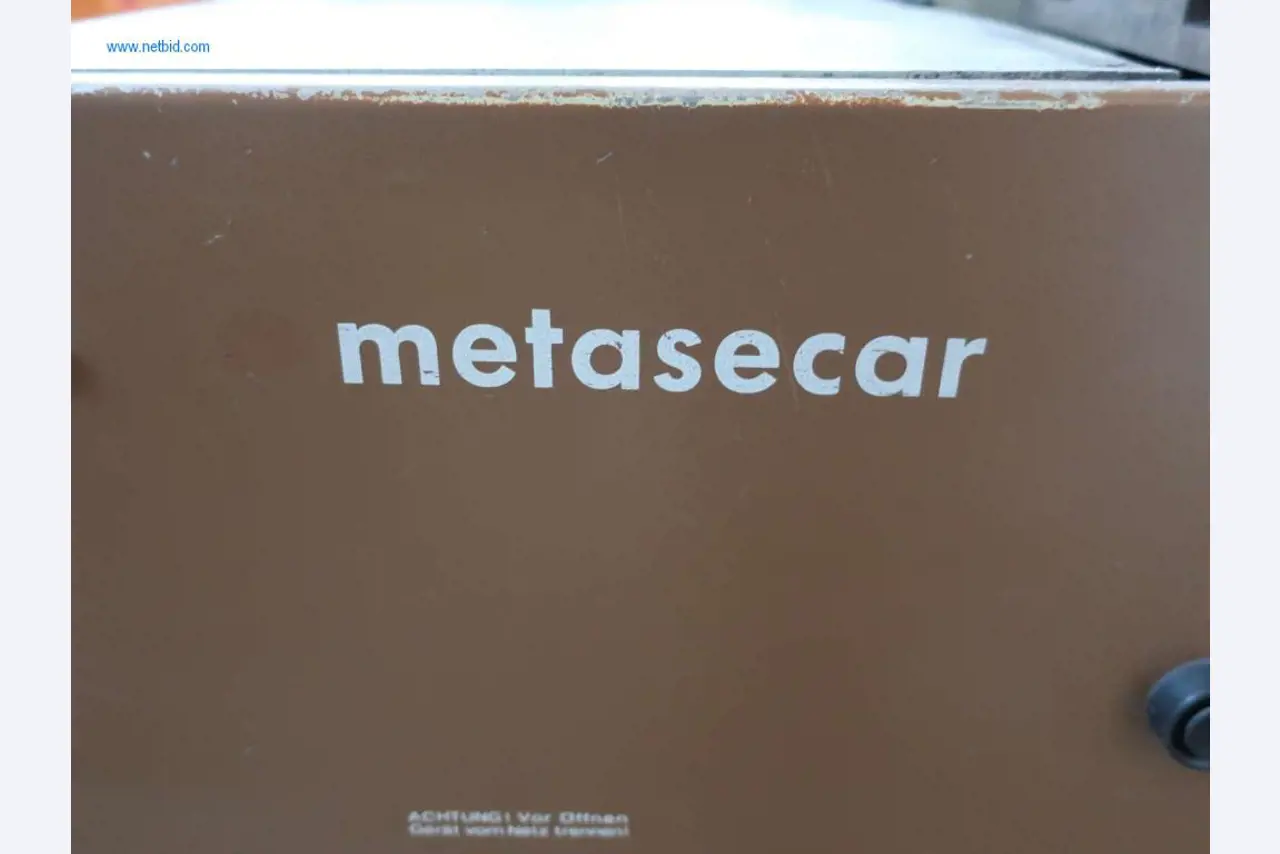 www.netbid.com
metasecar
ACHTUNG! Vor Öffnen
Gerät vom Netz trennen!